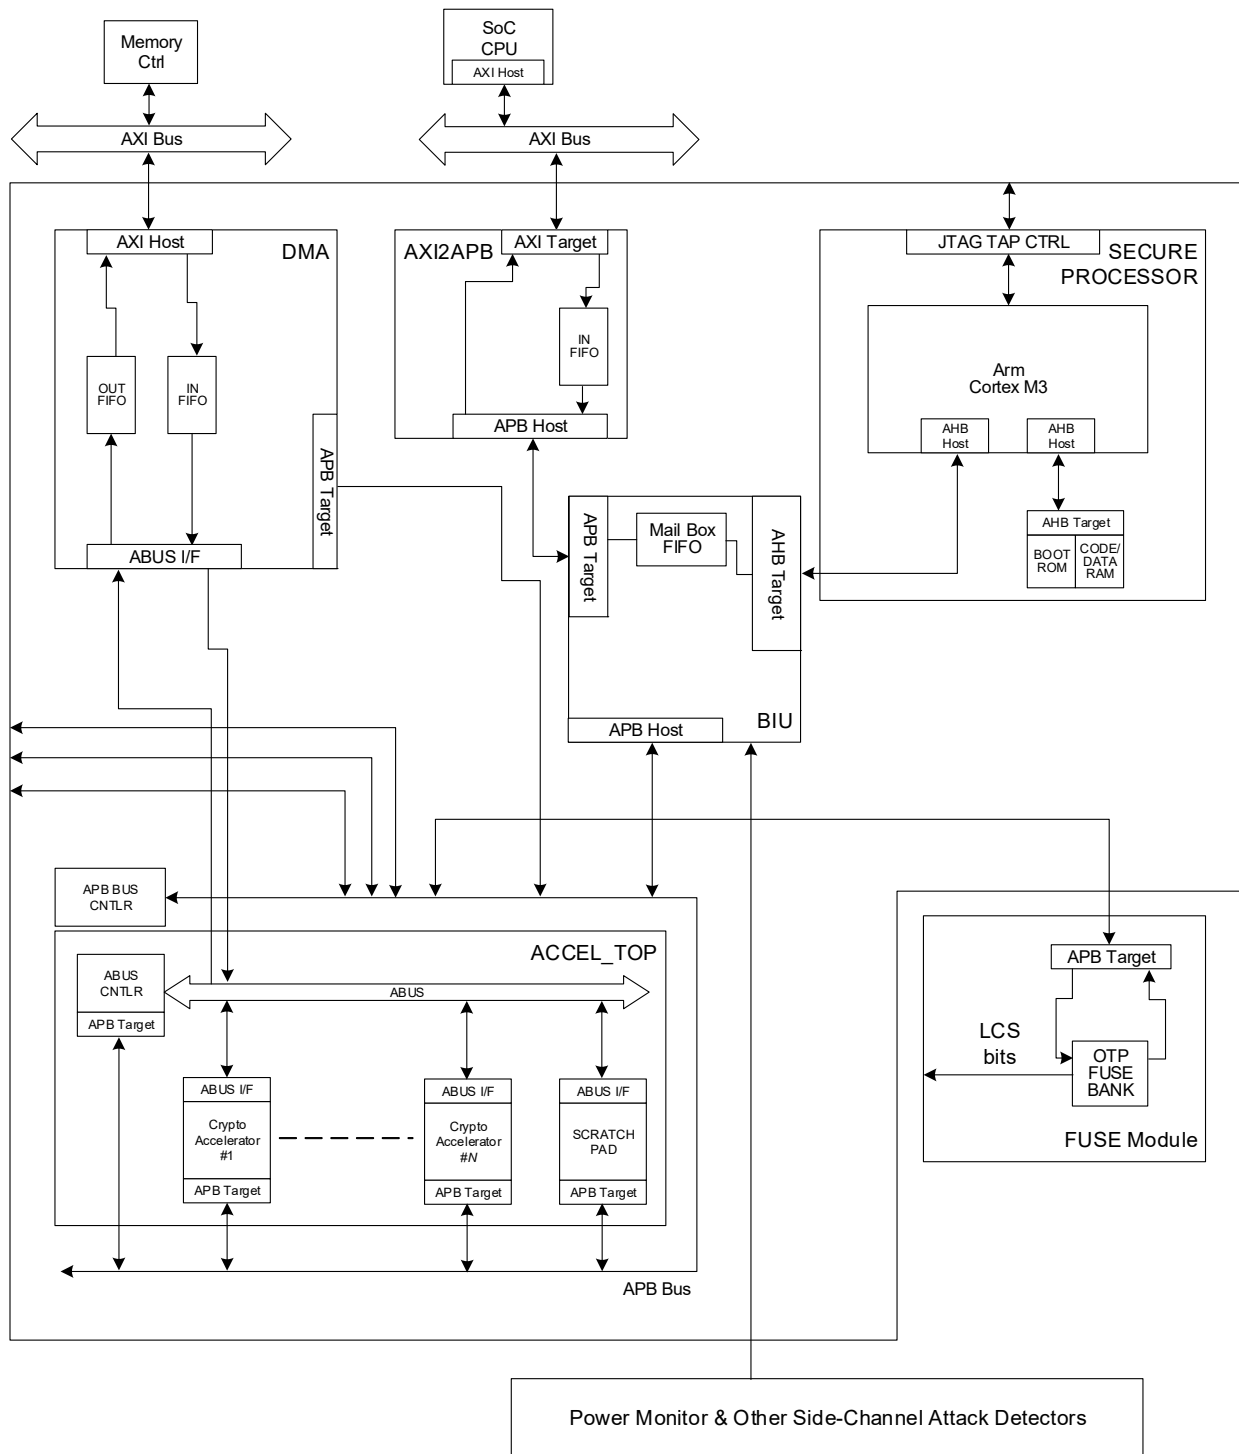 Memory
Ctrl
SoC
CPU
AXI Host
AXI Bus
AXI Bus
AXI Host
DMA
AXI2APB
AXI Target
JTAG TAP CTRL
SECURE
PROCESSOR
OUT
FIFO
IN
FIFO
IN
FIFO
Arm
Cortex M3
APB Host
AHB
Host
AHB
Host
APB Target
ABUS I/F
APB Target
Mail Box
FIFO
AHB Target
AHB Target
BOOT
ROM
CODE/
DATA
RAM
APB Host
BIU
APB BUS
CNTLR
ACCEL_TOP
ABUS
CNTLR
APB Target
ABUS
ABUS I/F
Crypto
Accelerator
#1
APB Target
ABUS I/F
Crypto
Accelerator
#N
APB Target
ABUS I/F
SCRATCH
PAD
APB Target
APB Bus
APB Target
LCS
bits
OTP
FUSE
BANK
FUSE Module
Power Monitor & Other Side-Channel Attack Detectors